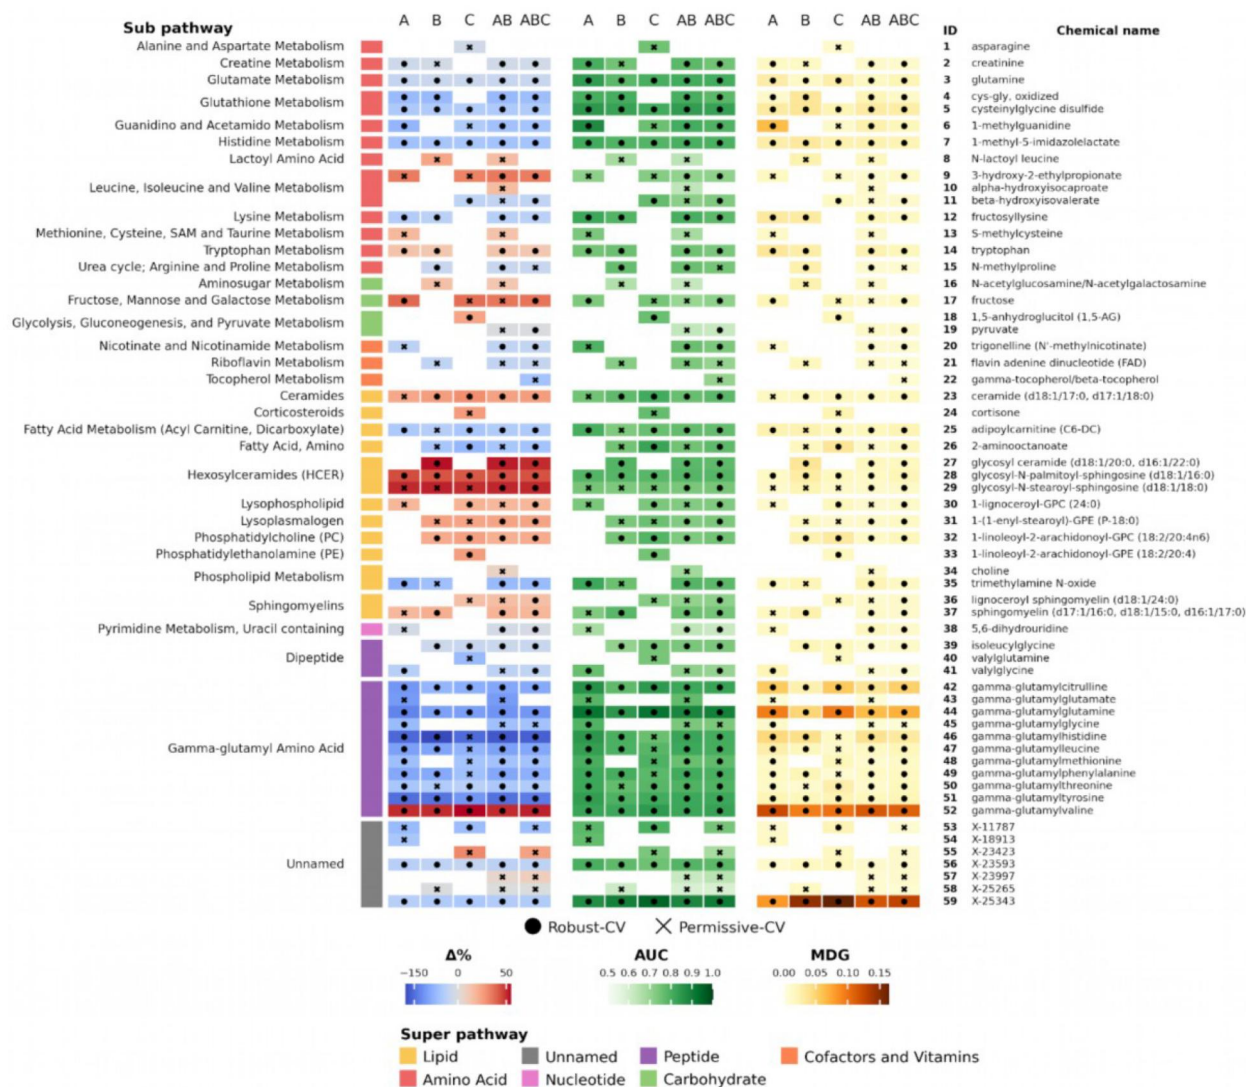 A B C AB ABC A B C AB ABC A B C AB ABC
Sub pathway ID Chemical name
Alanine and Aspartate Metabolism 1 asparagine
Creatine Metabolism 2 creatinine
Glutamate Metabolism 3 glutamine
Glutathione Metabolism 4 cys-gly, oxidized
5 cysteinylglycine disulfide
Guanidino and Acetamido Metabolism 6 1-methylguanidine
Histidine Metabolism 7 1-methyl-5-imidazolelactate
Lactoyl Amino Acid 8 N-lactoyl leucine
9 3-hydroxy-2-ethylpropionate
Leucine, Isoleucine and Valine Metabolism 10 alpha-hydroxyisocaproate
11 beta-hydroxyisovalerate
Lysine Metabolism 12 fructosyllysine
Methionine, Cysteine, SAM and Taurine Metabolism 13 S-methylcysteine
Tryptophan Metabolism 14 tryptophan
Urea cycle; Arginine and Proline Metabolism 15 N-methylproline
Aminosugar Metabolism 16 N-acetylglucosamine/N-acetylgalactosamine
Fructose, Mannose and Galactose Metabolism 17 fructose
Glycolysis, Gluconeogenesis, and Pyruvate Metabolism 18 1,5-anhydroglucitol (1,5-AG)
19 pyruvate
Nicotinate and Nicotinamide Metabolism 20 trigonelline (N'-methylnicotinate)
Riboflavin Metabolism 21 flavin adenine dinucleotide (FAD)
Tocopherol Metabolism 22 gamma-tocopherol/beta-tocopherol
Ceramides 23 ceramide (d18:1/17:0, d17:1/18:0)
Corticosteroids 24 cortisone
Fatty Acid Metabolism (Acyl Carnitine, Dicarboxylate) 25 adipoylcarnitine (C6-DC)
Fatty Acid, Amino 26 2-aminooctanoate
27 glycosyl ceramide (d18:1/20:0, d16:1/22:0)
Hexosylceramides (HCER) 28 glycosyl-N-palmitoyl-sphingosine (d18:1/16:0)
29 glycosyl-N-stearoyl-sphingosine (d18:1/18:0)
Lysophospholipid 30 1-lignoceroyl-GPC (24:0)
Lysoplasmalogen 31 1-(1-enyl-stearoyl)-GPE (P-18:0)
Phosphatidylcholine (PC) 32 1-linoleoyl-2-arachidonoyl-GPC (18:2/20:4n6)
Phosphatidylethanolamine (PE) 33 1-linoleoyl-2-arachidonoyl-GPE (18:2/20:4)
Phospholipid Metabolism 34 choline
35 trimethylamine N-oxide
Sphingomyelins 36 lignoceroyl sphingomyelin (d18:1/24:0)
37 sphingomyelin (d17:1/16:0, d18:1/15:0, d16:1/17:0)
Pyrimidine Metabolism, Uracil containing 38 5,6-dihydrouridine
39 isoleucylglycine
Dipeptide 40 valylglutamine
41 valylglycine
42 gamma-glutamylcitrulline
43 gamma-glutamylglutamate
44 gamma-glutamylglutamine
45 gamma-glutamylglycine
46 gamma-glutamylhistidine
Gamma-glutamyl Amino Acid 47 gamma-glutamylleucine
48 gamma-glutamylmethionine
49 gamma-glutamylphenylalanine
50 gamma-glutamylthreonine
51 gamma-glutamyltyrosine
52 gamma-glutamylvaline
53 X-11787
54 X-18913
55 X-23423
Unnamed 56 X-23593
57 X-23997
58 X-25265
59 X-25343
Robust-CV Permissive-CV
Δ% AUC MDG
−150 0 50 0.5 0.6 0.7 0.8 0.9 1.0 0.00 0.05 0.10 0.15
Super pathway
Lipid Unnamed Peptide Cofactors and Vitamins
Amino Acid Nucleotide Carbohydrate